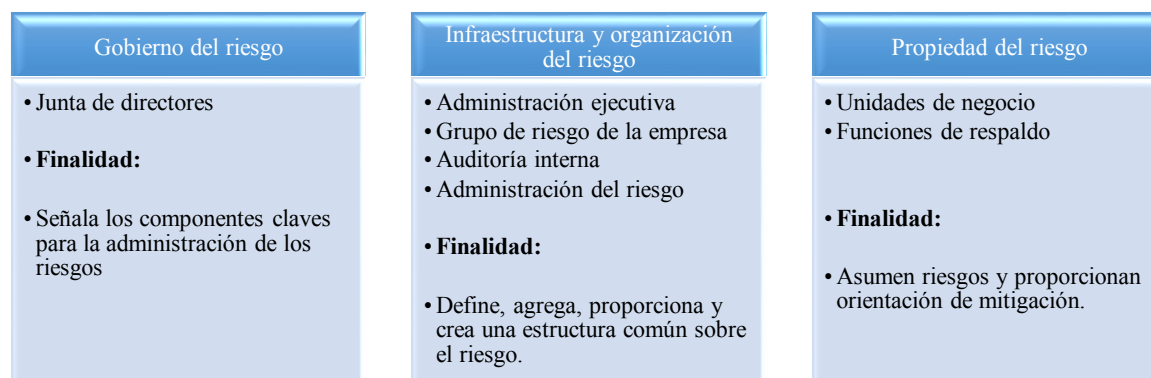 Gobierno del riesgo
• Junta de directores
• Finalidad:
• Señala los componentes claves
para la administración de los
riesgos
Infraestructura y organización
del riesgo
• Administración ejecutiva
• Grupo de riesgo de la empresa
• Auditoría interna
• Administración del riesgo
• Finalidad:
• Define, agrega, proporciona y
crea una estructura común sobre
el riesgo.
Propiedad del riesgo
• Unidades de negocio
• Funciones de respaldo
• Finalidad:
• Asumen riesgos y proporcionan
orientación de mitigación.